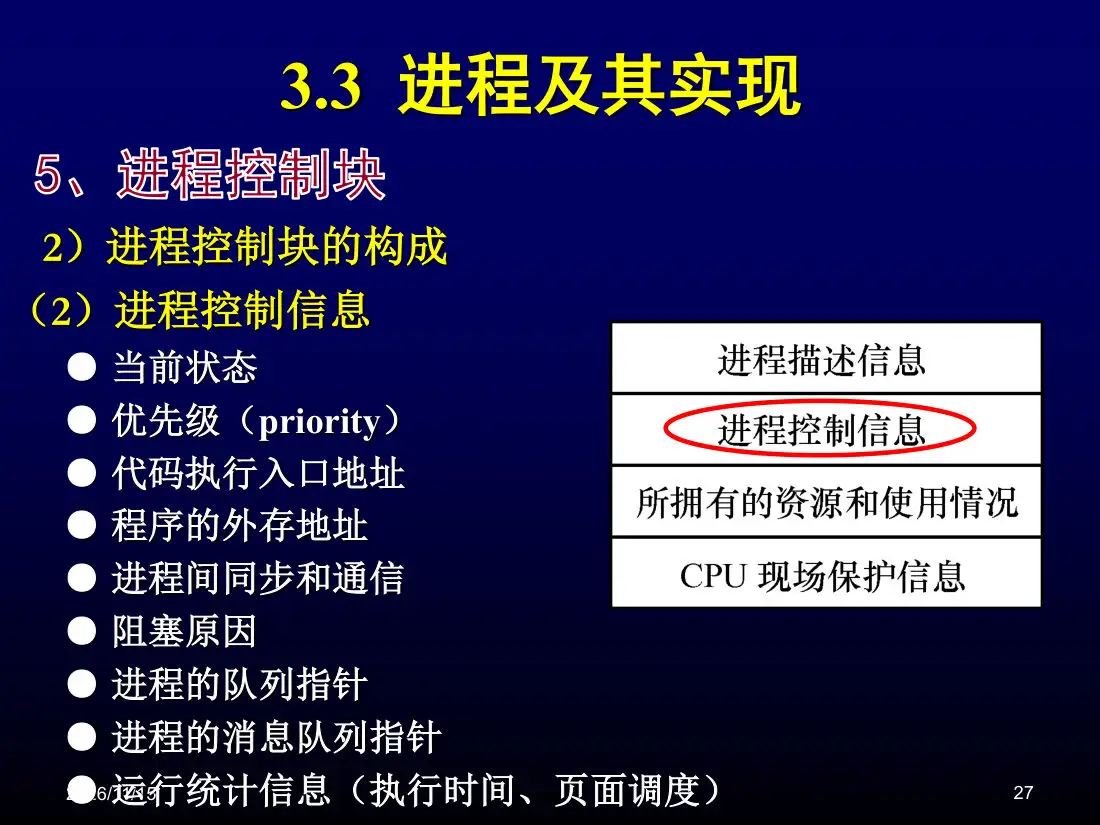 3.3 进程及其实现
5、进程控制块
2）进程控制块的构成
（2）进程控制信息
● 当前状态
● 优先级（priority）
● 代码执行入口地址
● 程序的外存地址
● 进程间同步和通信
● 阻塞原因
● 进程的队列指针
● 进程的消息队列指针
● 运行统计信息（执行时间、页面调度）
进程描述信息
进程控制信息
所拥有的资源和使用情况
CPU 现场保护信息
27